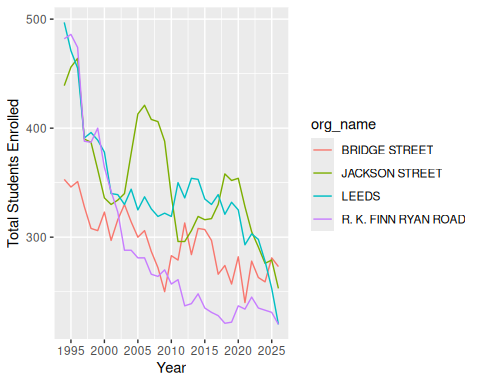 Total Students Enrolled
500
400
300
1995
2000
2005
2010
2015
2020
2025
Year
org_name
BRIDGE STREET
JACKSON STREET
LEEDS
R. K. FINN RYAN ROAD